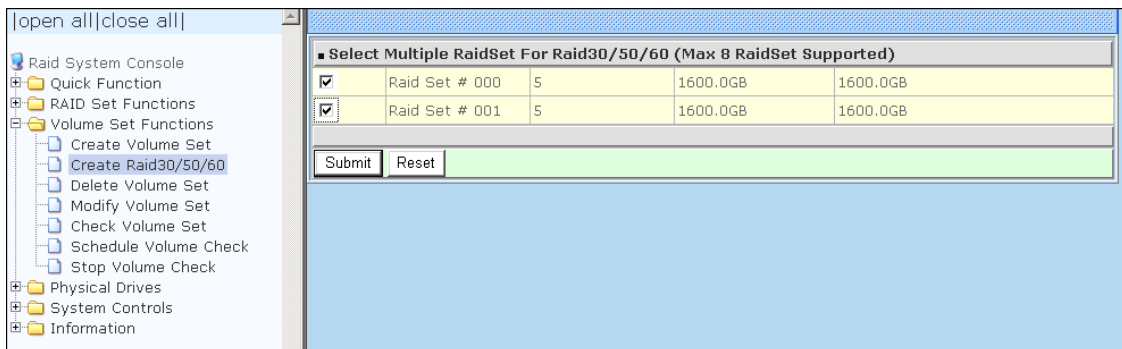 |open all|close all|
Raid System Console
Quick Function
RAID Set Functions
Volume Set Functions
Create Volume Set
Create Raid30/50/60
Delete Volume Set
Modify Volume Set
Check Volume Set
Schedule Volume Check
Stop Volume Check
Physical Drives
System Controls
Information
Select Multiple RaidSet For Raid30/50/60 (Max 8 RaidSet Supported)
Raid Set # 000 5 1600.0GB 1600.0GB
Raid Set # 001 5 1600.0GB 1600.0GB
Submit Reset